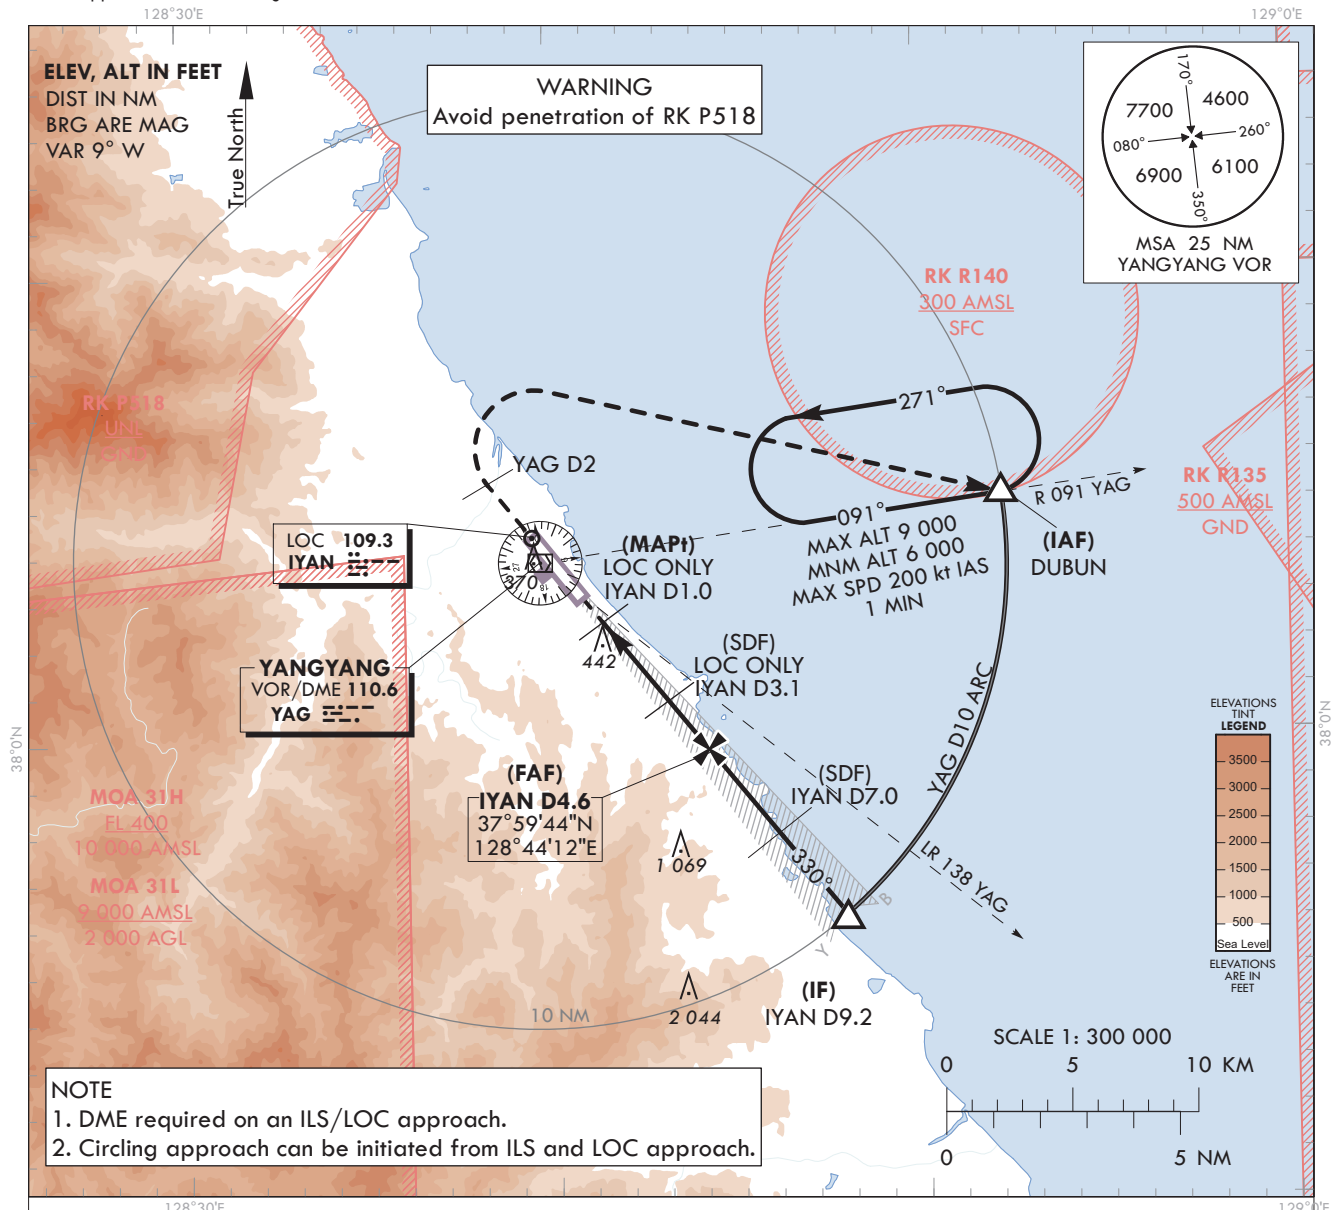 128°30'E
129°0'E
ELEV, ALT IN FEET
DIST IN NM
BRG ARE MAG
VAR 9° W
True North
WARNING
Avoid penetration of RK P518
170°
7700
4600
080°
260°
6900
6100
350°
MSA 25 NM
YANGYANG VOR
RK R140
300 AMSL
SFC
RK P518
UNL
GND
271°
YAG D2
091°
R 091 YAG
RK R135
500 AMSL
GND
MAX ALT 9 000
MNM ALT 6 000
MAX SPD 200 kt IAS
1 MIN
(IAF)
DUBUN
LOC 109.3
IYAN
(MAPt)
LOC ONLY
IYAN D1.0
370
27
18
442
YANGYANG
VOR/DME 110.6
YAG
(SDF)
LOC ONLY
IYAN D3.1
YAG D10 ARC
ELEVATIONS
TINT
LEGEND
3500
3000
2500
2000
1500
1000
500
Sea Level
ELEVATIONS
ARE IN
FEET
38°0'N
38°0'N
(FAF)
IYAN D4.6
37°59'44"N
128°44'12"E
(SDF)
IYAN D7.0
MOA 31H
FL 400
10 000 AMSL
MOA 31L
9 000 AMSL
2 000 AGL
1 069
330°
LR 138 YAG
B
Y
(IF)
IYAN D9.2
2 044
10 NM
SCALE 1: 300 000
0 5 10 KM
0 5 NM
NOTE
1. DME required on an ILS/LOC approach.
2. Circling approach can be initiated from ILS and LOC approach.
128°30'E
129°0'E